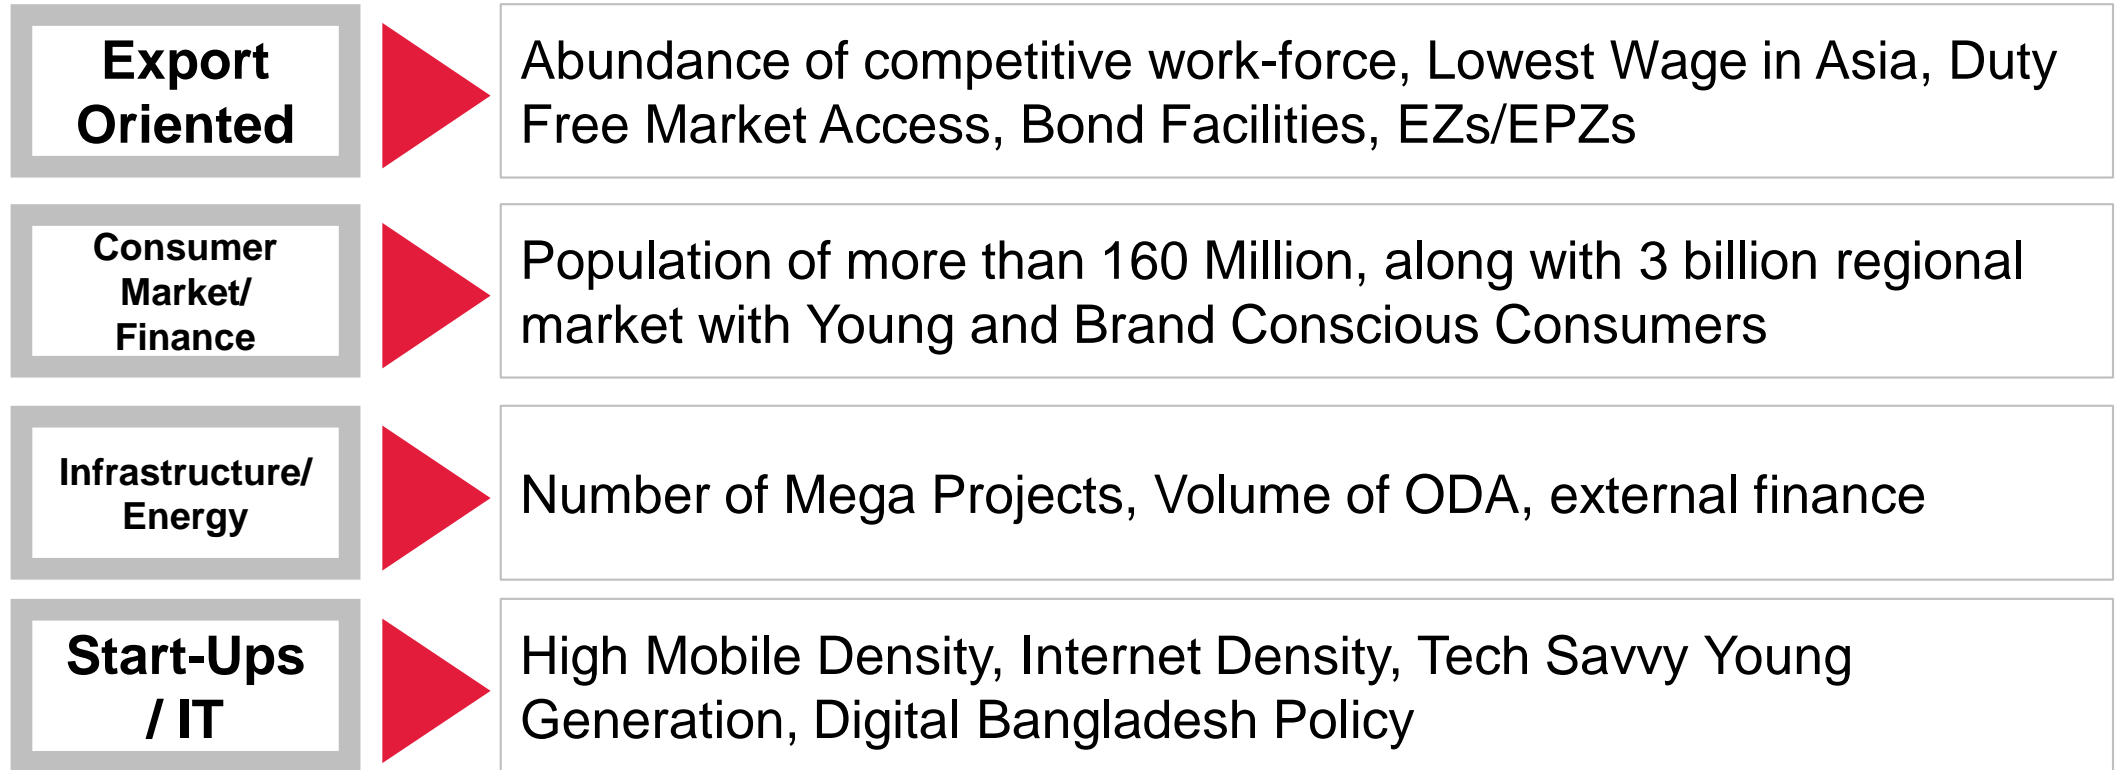 Export
Oriented
Abundance of competitive work-force, Lowest Wage in Asia, Duty
Free Market Access, Bond Facilities, EZs/EPZs
Consumer
Market/
Finance
Population of more than 160 Million, along with 3 billion regional
market with Young and Brand Conscious Consumers
Infrastructure/
Energy
Number of Mega Projects, Volume of ODA, external finance
Start-Ups
/ IT
High Mobile Density, Internet Density, Tech Savvy Young
Generation, Digital Bangladesh Policy